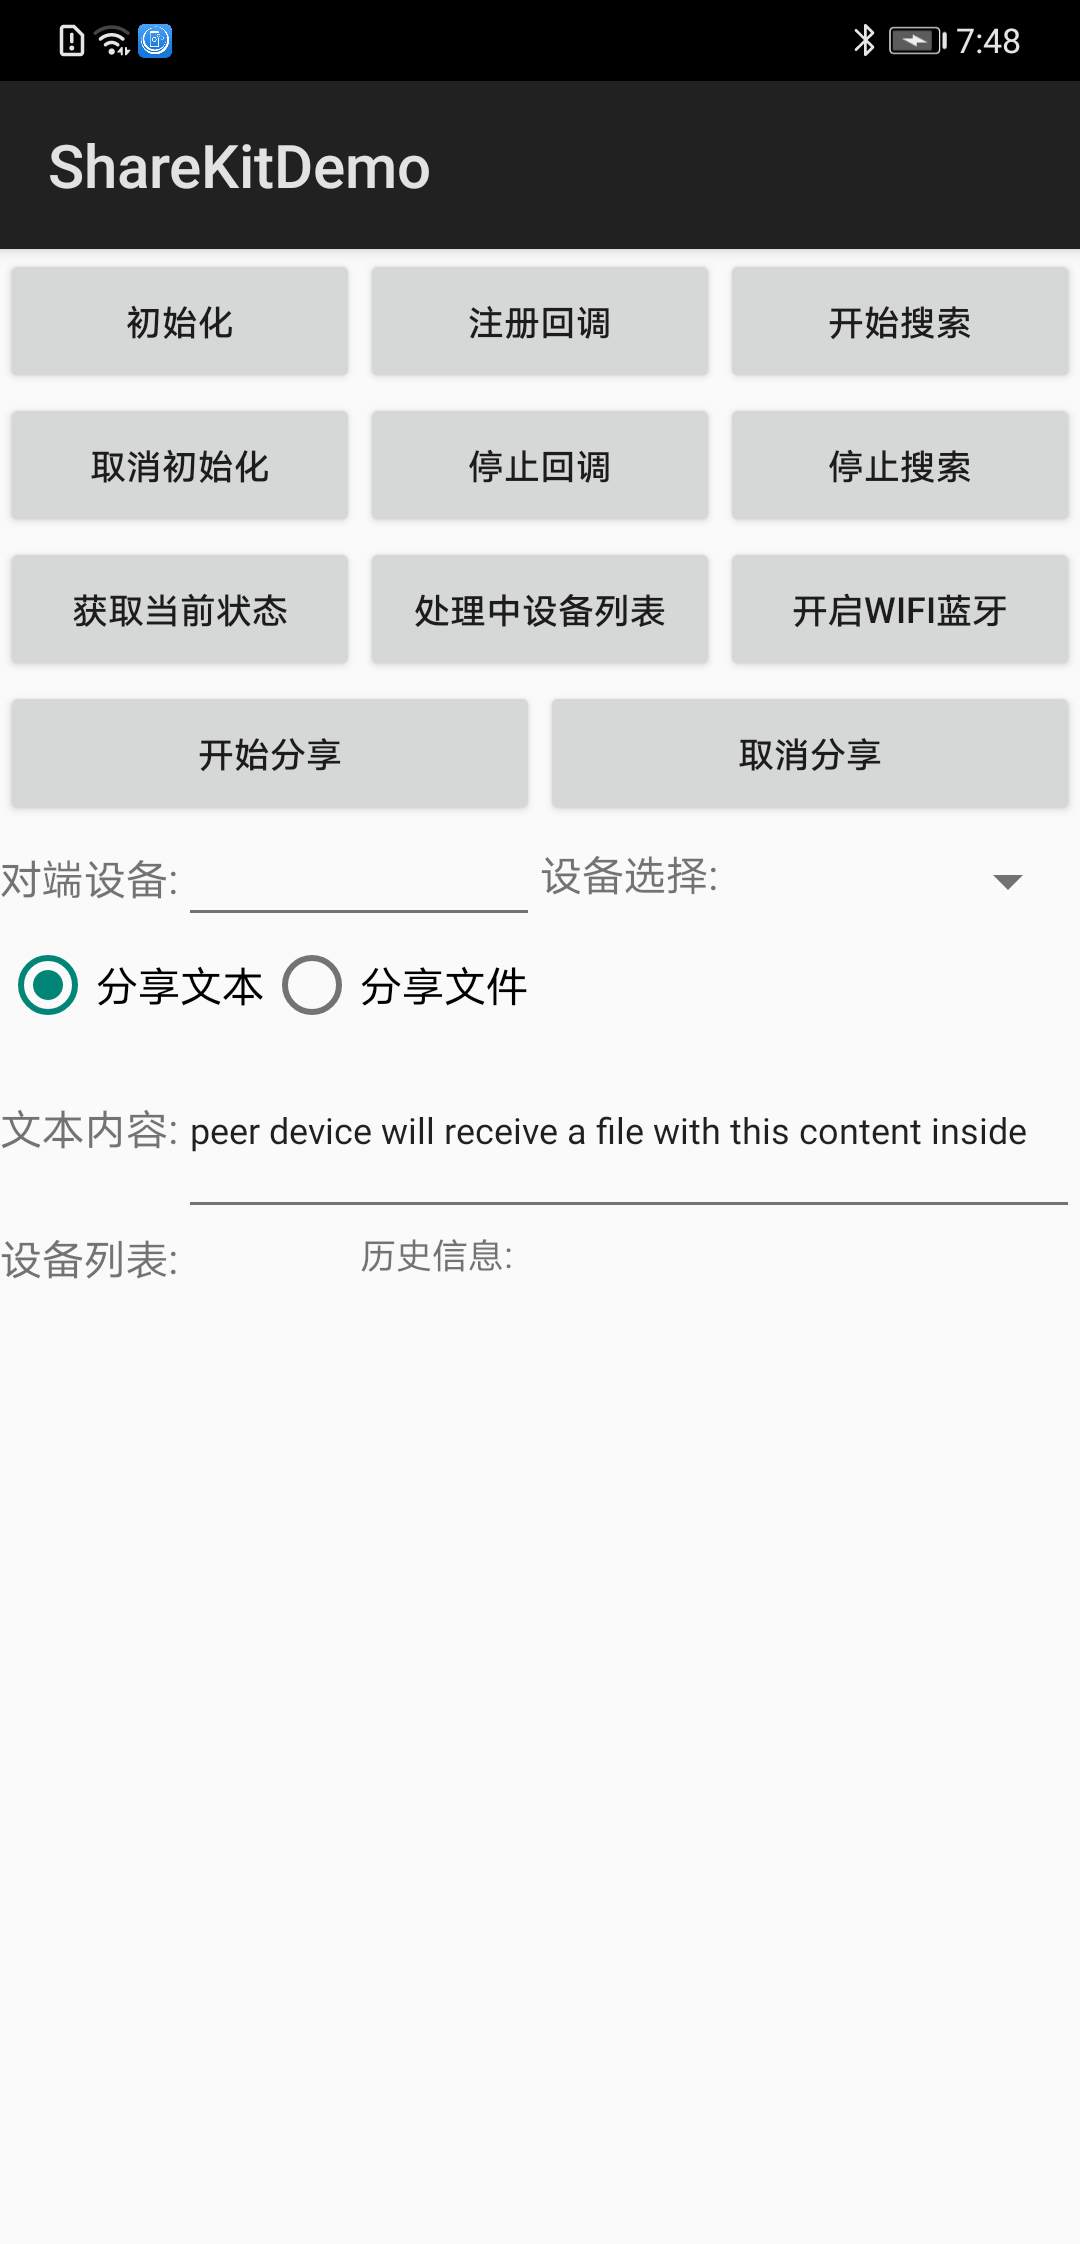 7:48
ShareKitDemo
初始化 注册回调 开始搜索
取消初始化 停止回调 停止搜索
获取当前状态 处理中设备列表 开启WIFI蓝牙
开始分享 取消分享
对端设备: 设备选择:
分享文本 分享文件
文本内容: peer device will receive a file with this content inside
设备列表: 历史信息: